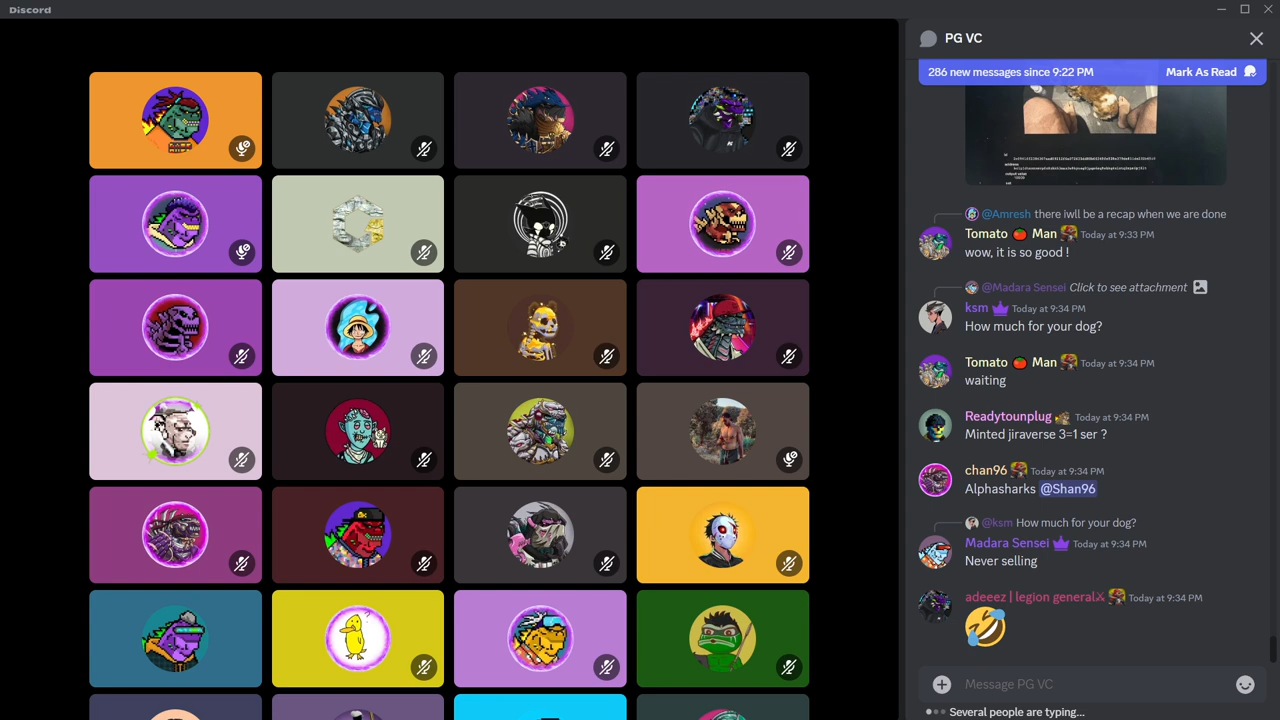 Discord
PG VC
286 new messages since 9:22 PM Mark As Read
@Amresh there iwll be a recap when we are done
Tomato 🍅 Man Today at 9:33 PM
wow, it is so good !
@Madara Sensei Click to see attachment
ksm Today at 9:34 PM
How much for your dog?
Tomato 🍅 Man Today at 9:34 PM
waiting
Readytounplug Today at 9:34 PM
Minted jiraverse 3=1 ser ?
chan96 Today at 9:34 PM
Alphasharks @Shan96
@ksm How much for your dog?
Madara Sensei Today at 9:34 PM
Never selling
adeeez | legion general⚔ Today at 9:34 PM
🤣
Message PG VC
Several people are typing...